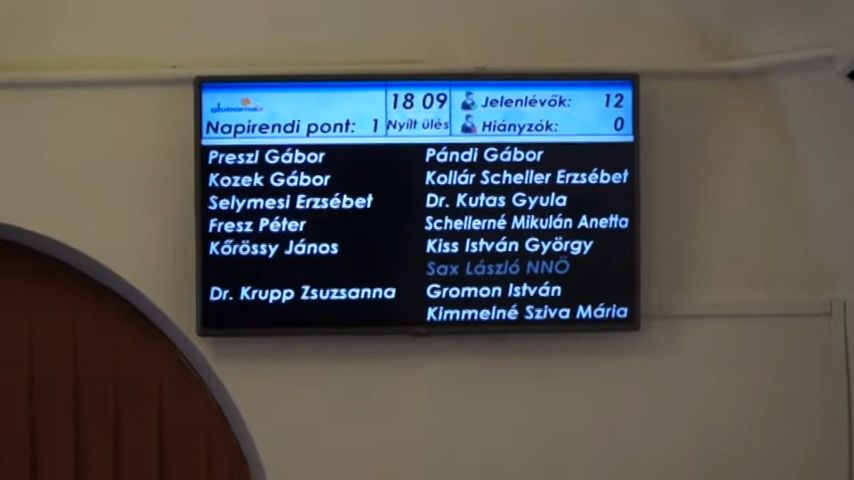 globomax
Napirendi pont: 1
18 09
Nyílt ülés
Jelenlévők: 12
Hiányzók: 0
Preszl Gábor
Kozek Gábor
Selymesi Erzsébet
Fresz Péter
Kőrössy János
Dr. Krupp Zsuzsanna
Pándi Gábor
Kollár Scheller Erzsébet
Dr. Kutas Gyula
Schellerné Mikulán Anetta
Kiss István György
Sax László NNÖ
Gromon István
Kimmelné Sziva Mária